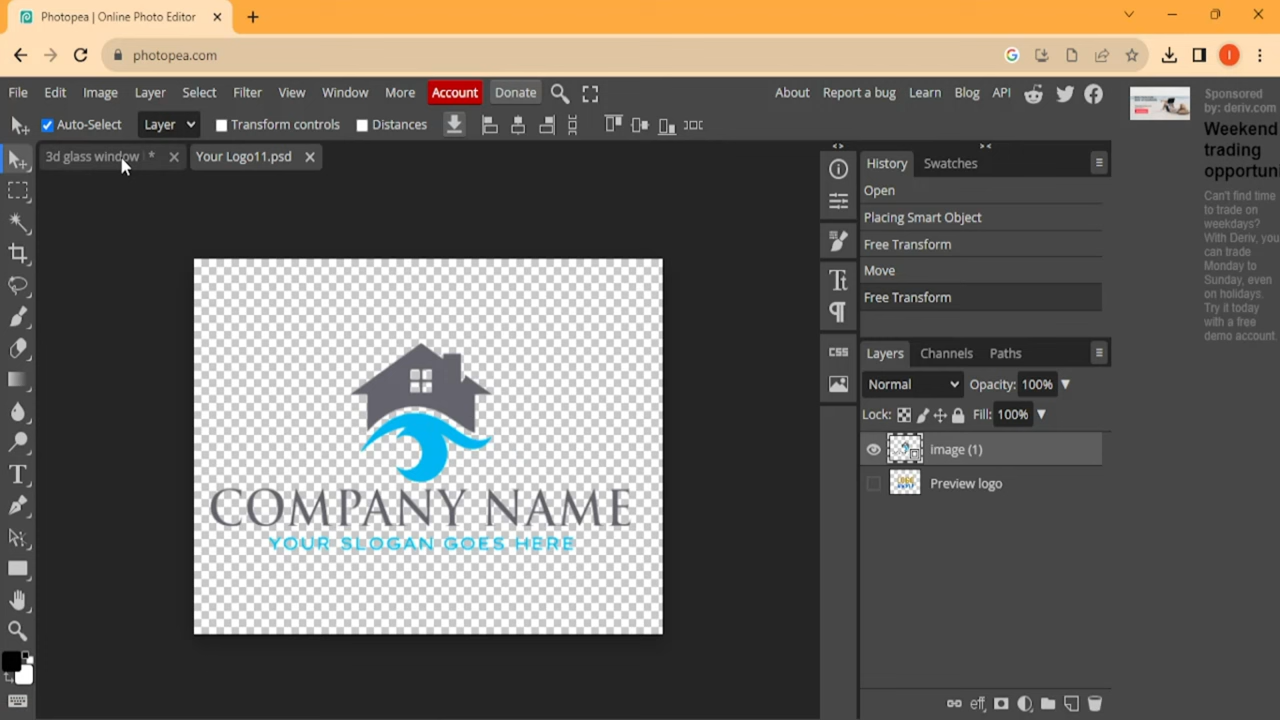 Photopea | Online Photo Editor
photopea.com
File Edit Image Layer Select Filter View Window More Account Donate
About Report a bug Learn Blog API
Auto-Select Layer Transform controls Distances
3d glass window * Your Logo11.psd
COMPANY NAME
YOUR SLOGAN GOES HERE
CSS
History Swatches
Open
Placing Smart Object
Free Transform
Move
Free Transform
Layers Channels Paths
Normal Opacity: 100%
Lock: Fill: 100%
image (1)
Preview logo
eff
Sponsored
by: deriv.com
Weekend
trading
opportun
Can't find time
to trade on
weekdays?
With Deriv, you
can trade
Monday to
Sunday, even
on holidays.
Try it today
with a free
demo account.